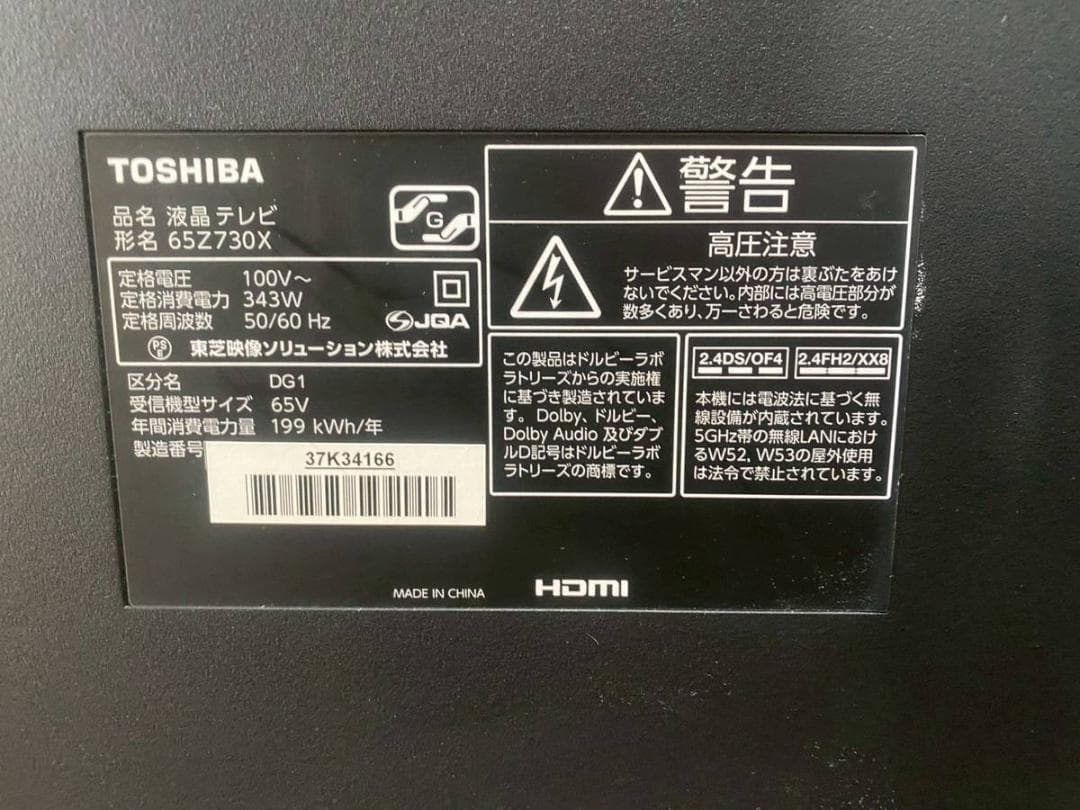 TOSHIBA
品名 液晶テレビ
形名 65Z730X
G
定格電圧 100V～
定格消費電力 343W
定格周波数 50/60 Hz
JQA
PS
E
東芝映像ソリューション株式会社
区分名 DG1
受信機型サイズ 65V
年間消費電力量 199 kWh/年
製造番号
37K34166
MADE IN CHINA
HDMI
警告
高圧注意
サービスマン以外の方は裏ぶたをあけ
ないでください。内部には高電圧部分が
数多くあり、万一さわると危険です。
この製品はドルビーラボ
ラトリーズからの実施権
に基づき製造されていま
す。Dolby、ドルビー、
Dolby Audio 及びダブ
ルD記号はドルビーラボ
ラトリーズの商標です。
2.4DS/OF4 2.4FH2/XX8
本機には電波法に基づく無
線設備が内蔵されています。
5GHz帯の無線LANにおけ
るW52, W53の屋外使用
は法令で禁止されています。